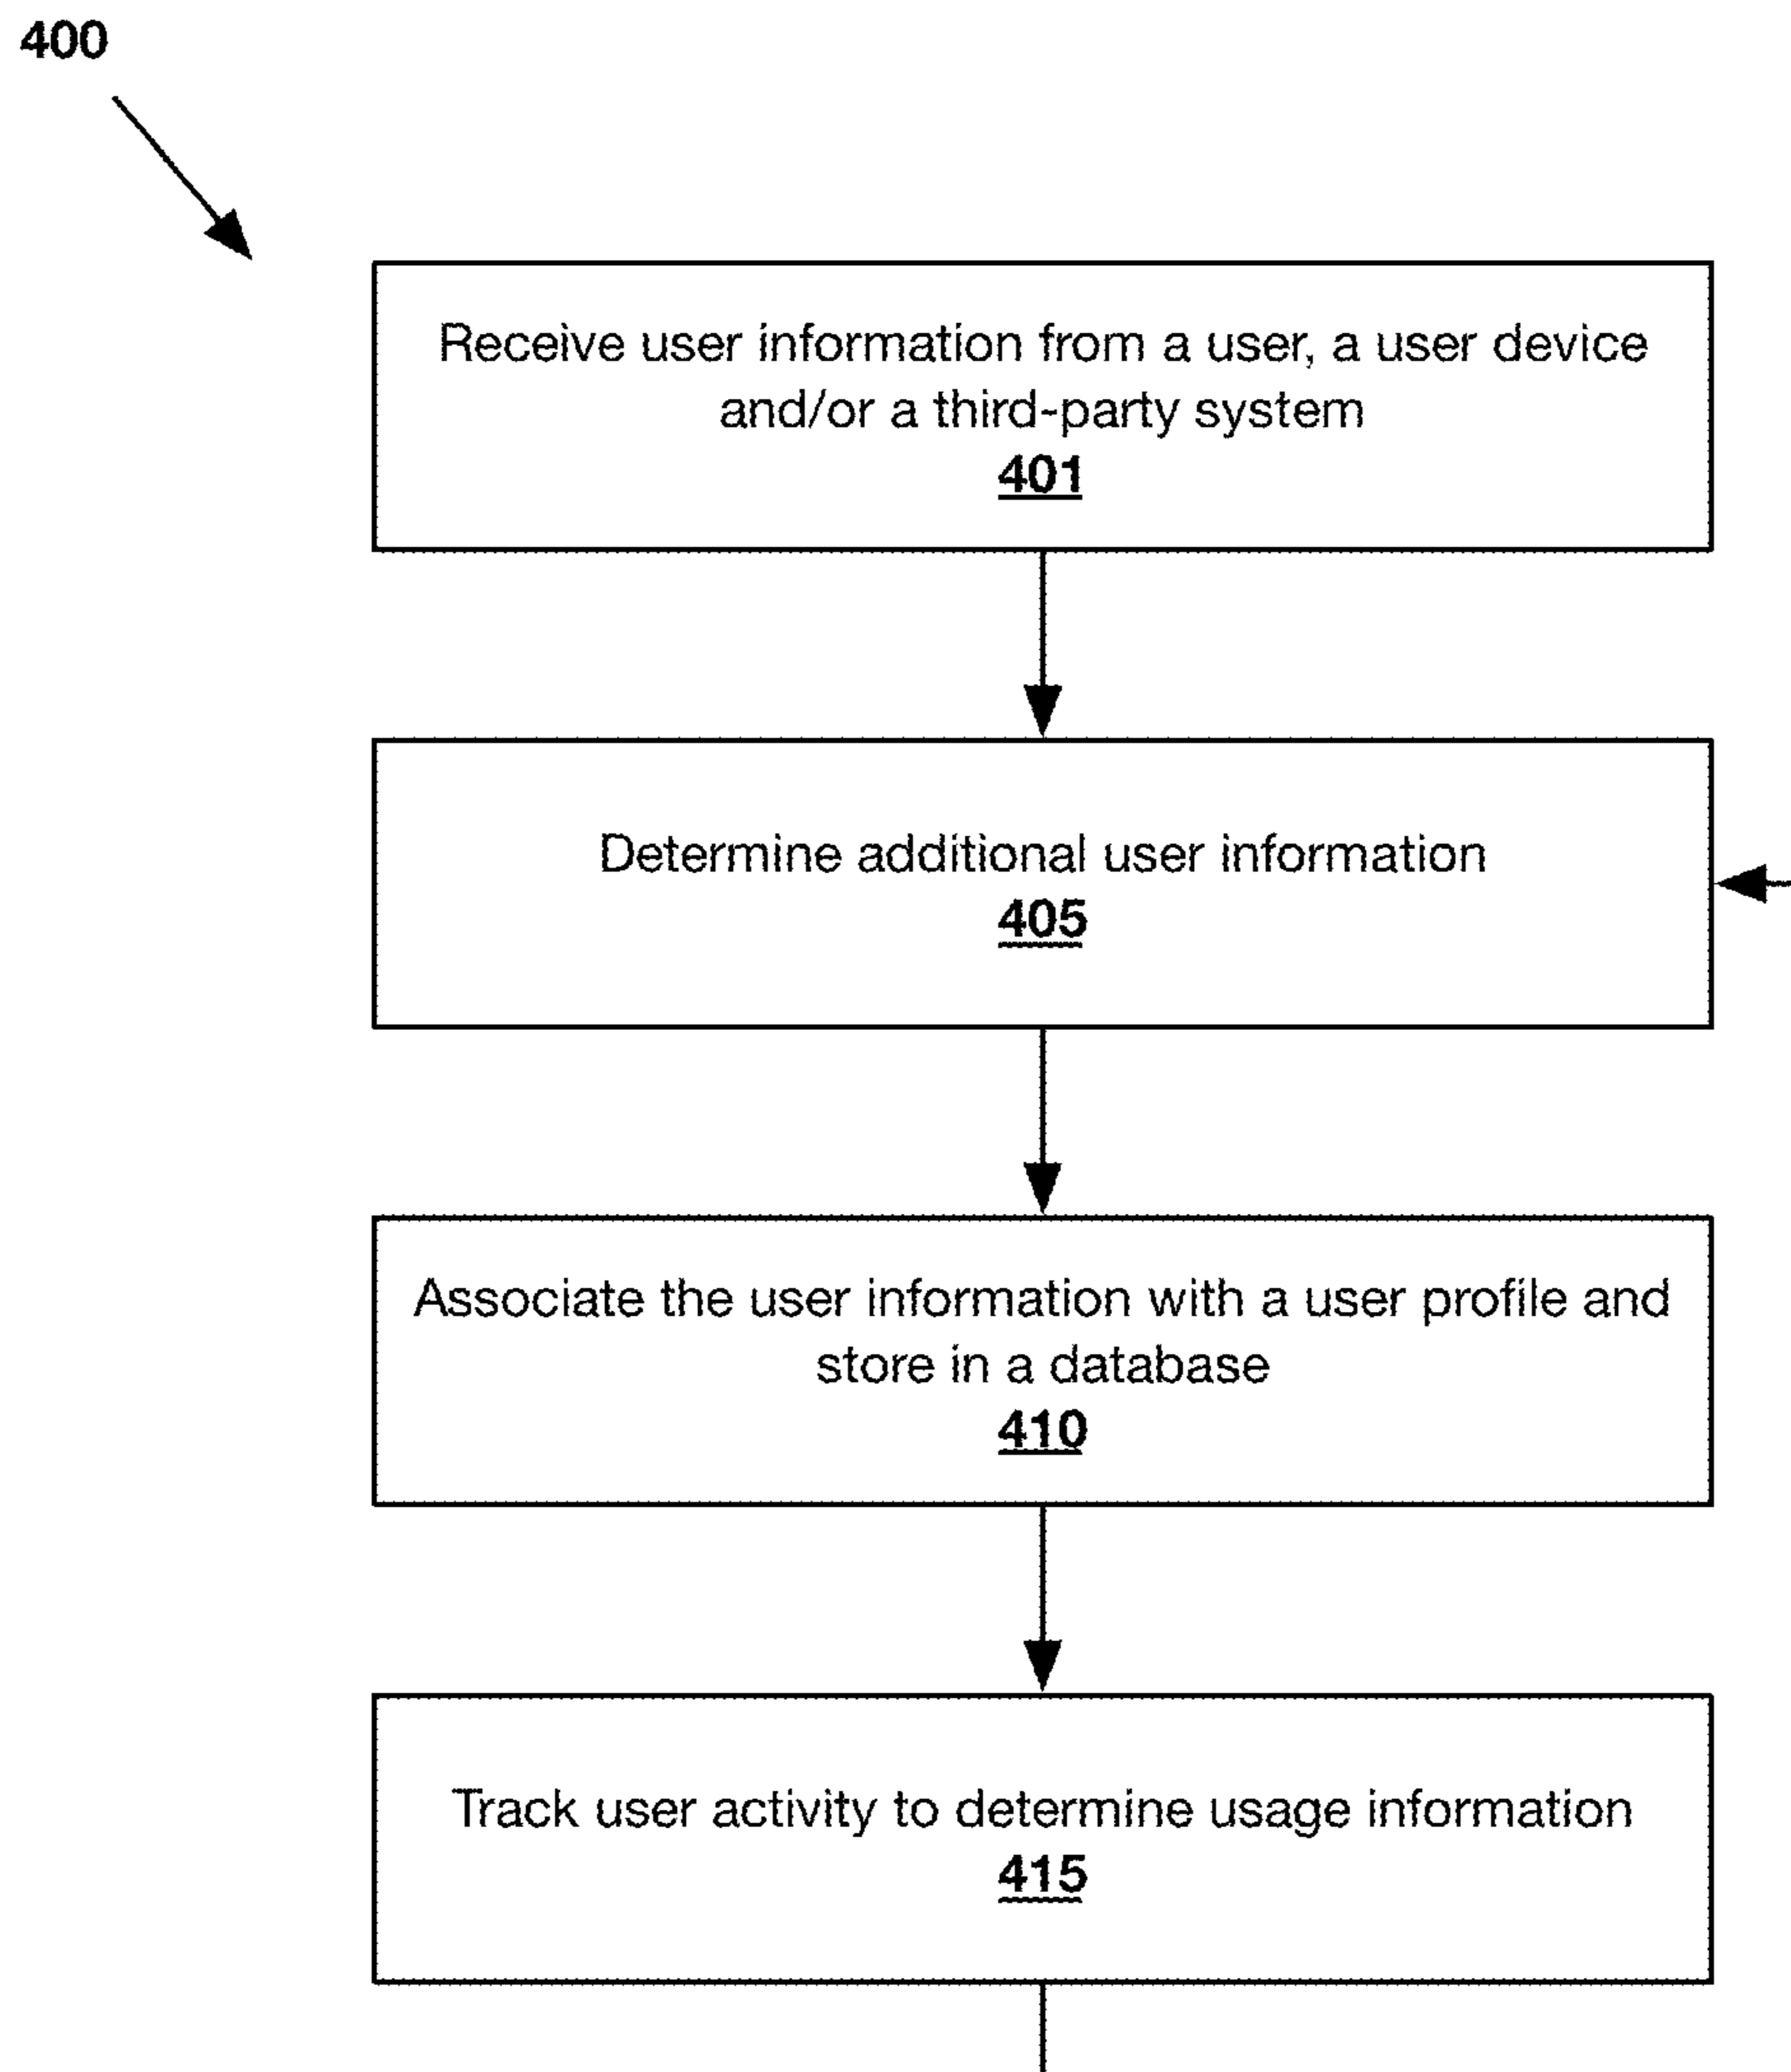 400
Receive user information from a user, a user device
and/or a third-party system
401
Determine additional user information
405
Associate the user information with a user profile and
store in a database
410
Track user activity to determine usage information
415